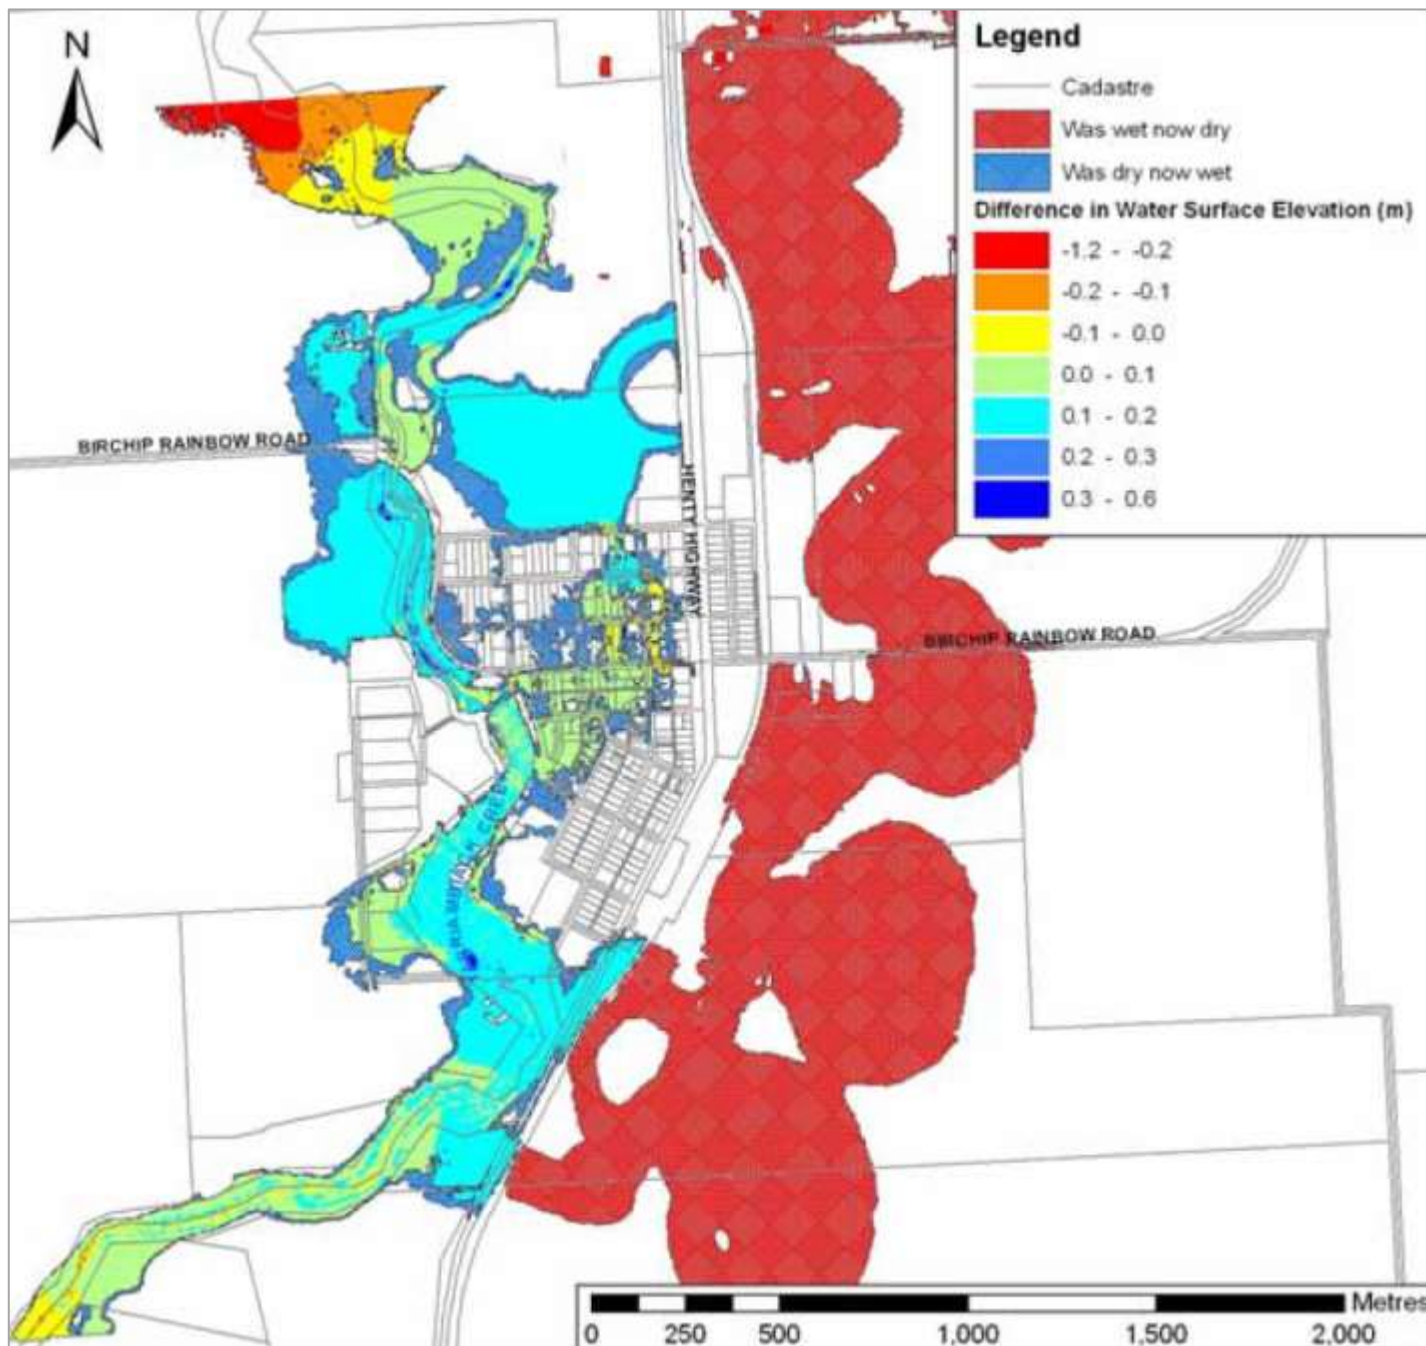 N
Legend
Cadastre
Was wet now dry
Was dry now wet
Difference in Water Surface Elevation (m)
-1.2 - -0.2
-0.2 - -0.1
-0.1 - 0.0
0.0 - 0.1
0.1 - 0.2
0.2 - 0.3
0.3 - 0.6
BIRCHIP RAINBOW ROAD
HENTY HIGHWAY
BIRCHIP RAINBOW ROAD
Metres
0 250 500 1,000 1,500 2,000